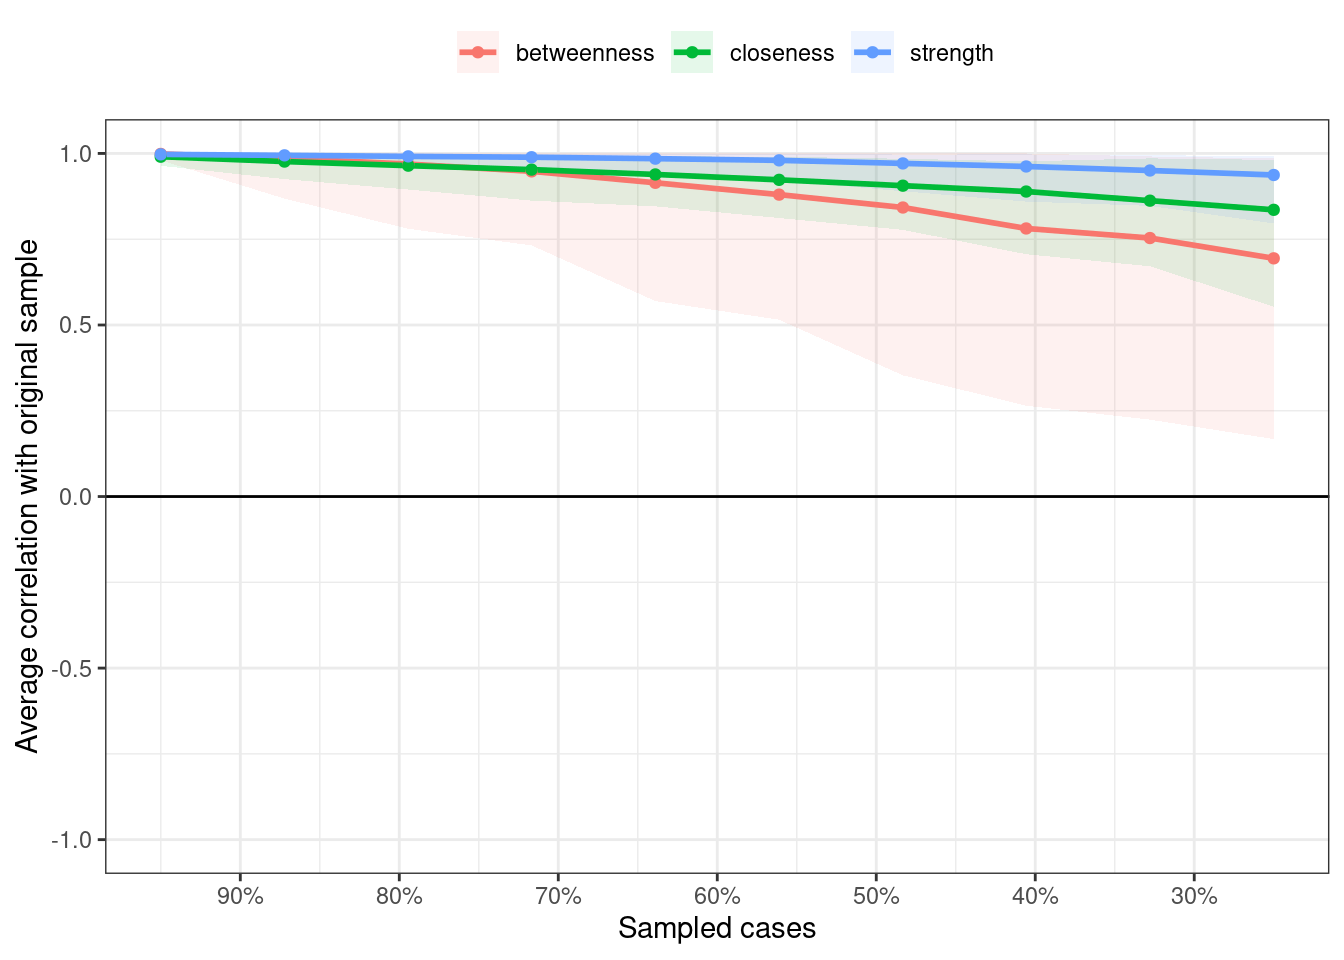 betweenness closeness strength
Average correlation with original sample
1.0
0.5
0.0
-0.5
-1.0
90% 80% 70% 60% 50% 40% 30%
Sampled cases